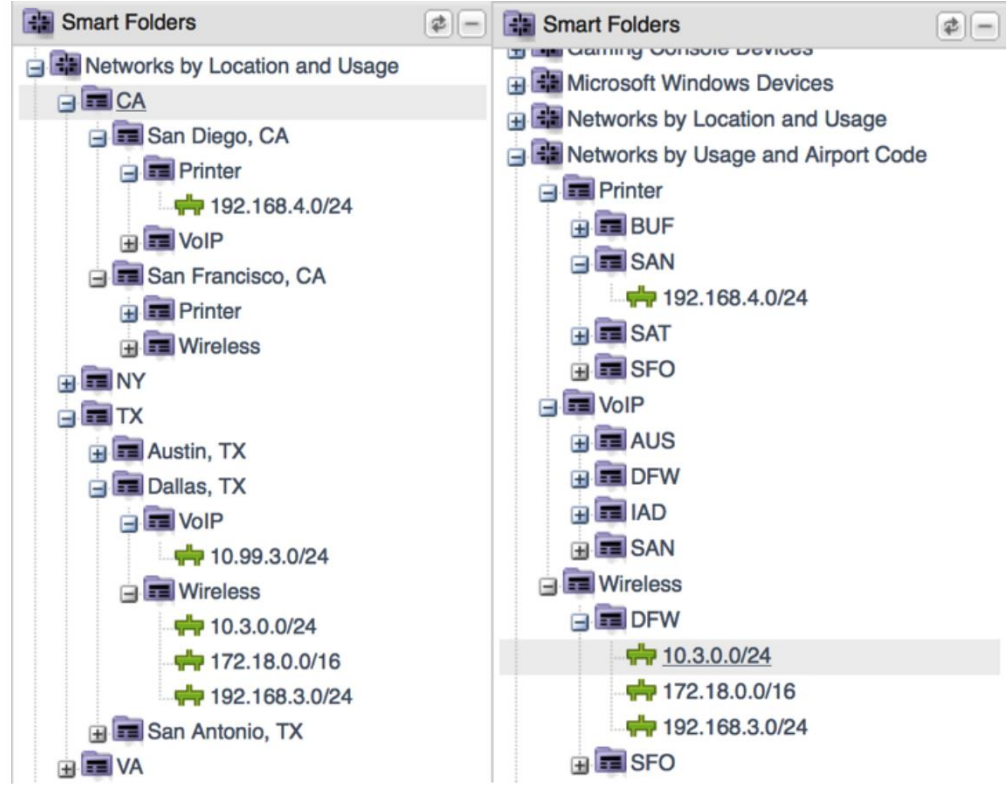 Smart Folders
Networks by Location and Usage
CA
San Diego, CA
Printer
192.168.4.0/24
VoIP
San Francisco, CA
Printer
Wireless
NY
TX
Austin, TX
Dallas, TX
VoIP
10.99.3.0/24
Wireless
10.3.0.0/24
172.18.0.0/16
192.168.3.0/24
San Antonio, TX
VA
Smart Folders
Gaming Console Devices
Microsoft Windows Devices
Networks by Location and Usage
Networks by Usage and Airport Code
Printer
BUF
SAN
192.168.4.0/24
SAT
SFO
VoIP
AUS
DFW
IAD
SAN
Wireless
DFW
10.3.0.0/24
172.18.0.0/16
192.168.3.0/24
SFO